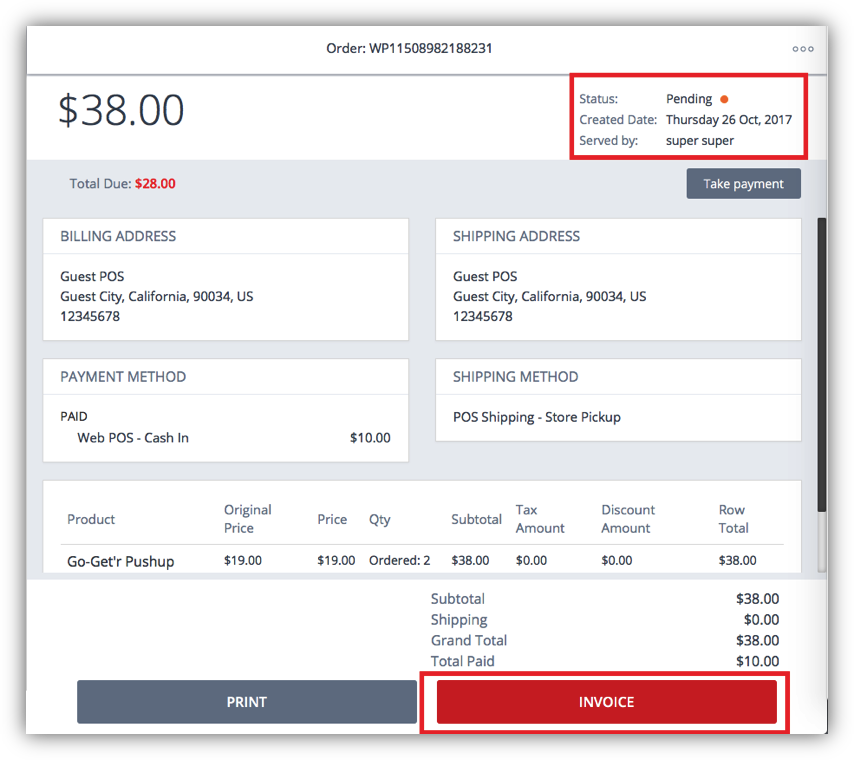 Order: WP11508982188231
$38.00
Status: Pending
Created Date: Thursday 26 Oct, 2017
Served by: super super
Total Due: $28.00
Take payment
BILLING ADDRESS
Guest POS
Guest City, California, 90034, US
12345678
SHIPPING ADDRESS
Guest POS
Guest City, California, 90034, US
12345678
PAYMENT METHOD
PAID
Web POS - Cash In $10.00
SHIPPING METHOD
POS Shipping - Store Pickup
Product Original Price Price Qty Subtotal Tax Amount Discount Amount Row Total
Go-Get'r Pushup $19.00 $19.00 Ordered: 2 $38.00 $0.00 $0.00 $38.00
Subtotal $38.00
Shipping $0.00
Grand Total $38.00
Total Paid $10.00
PRINT
INVOICE